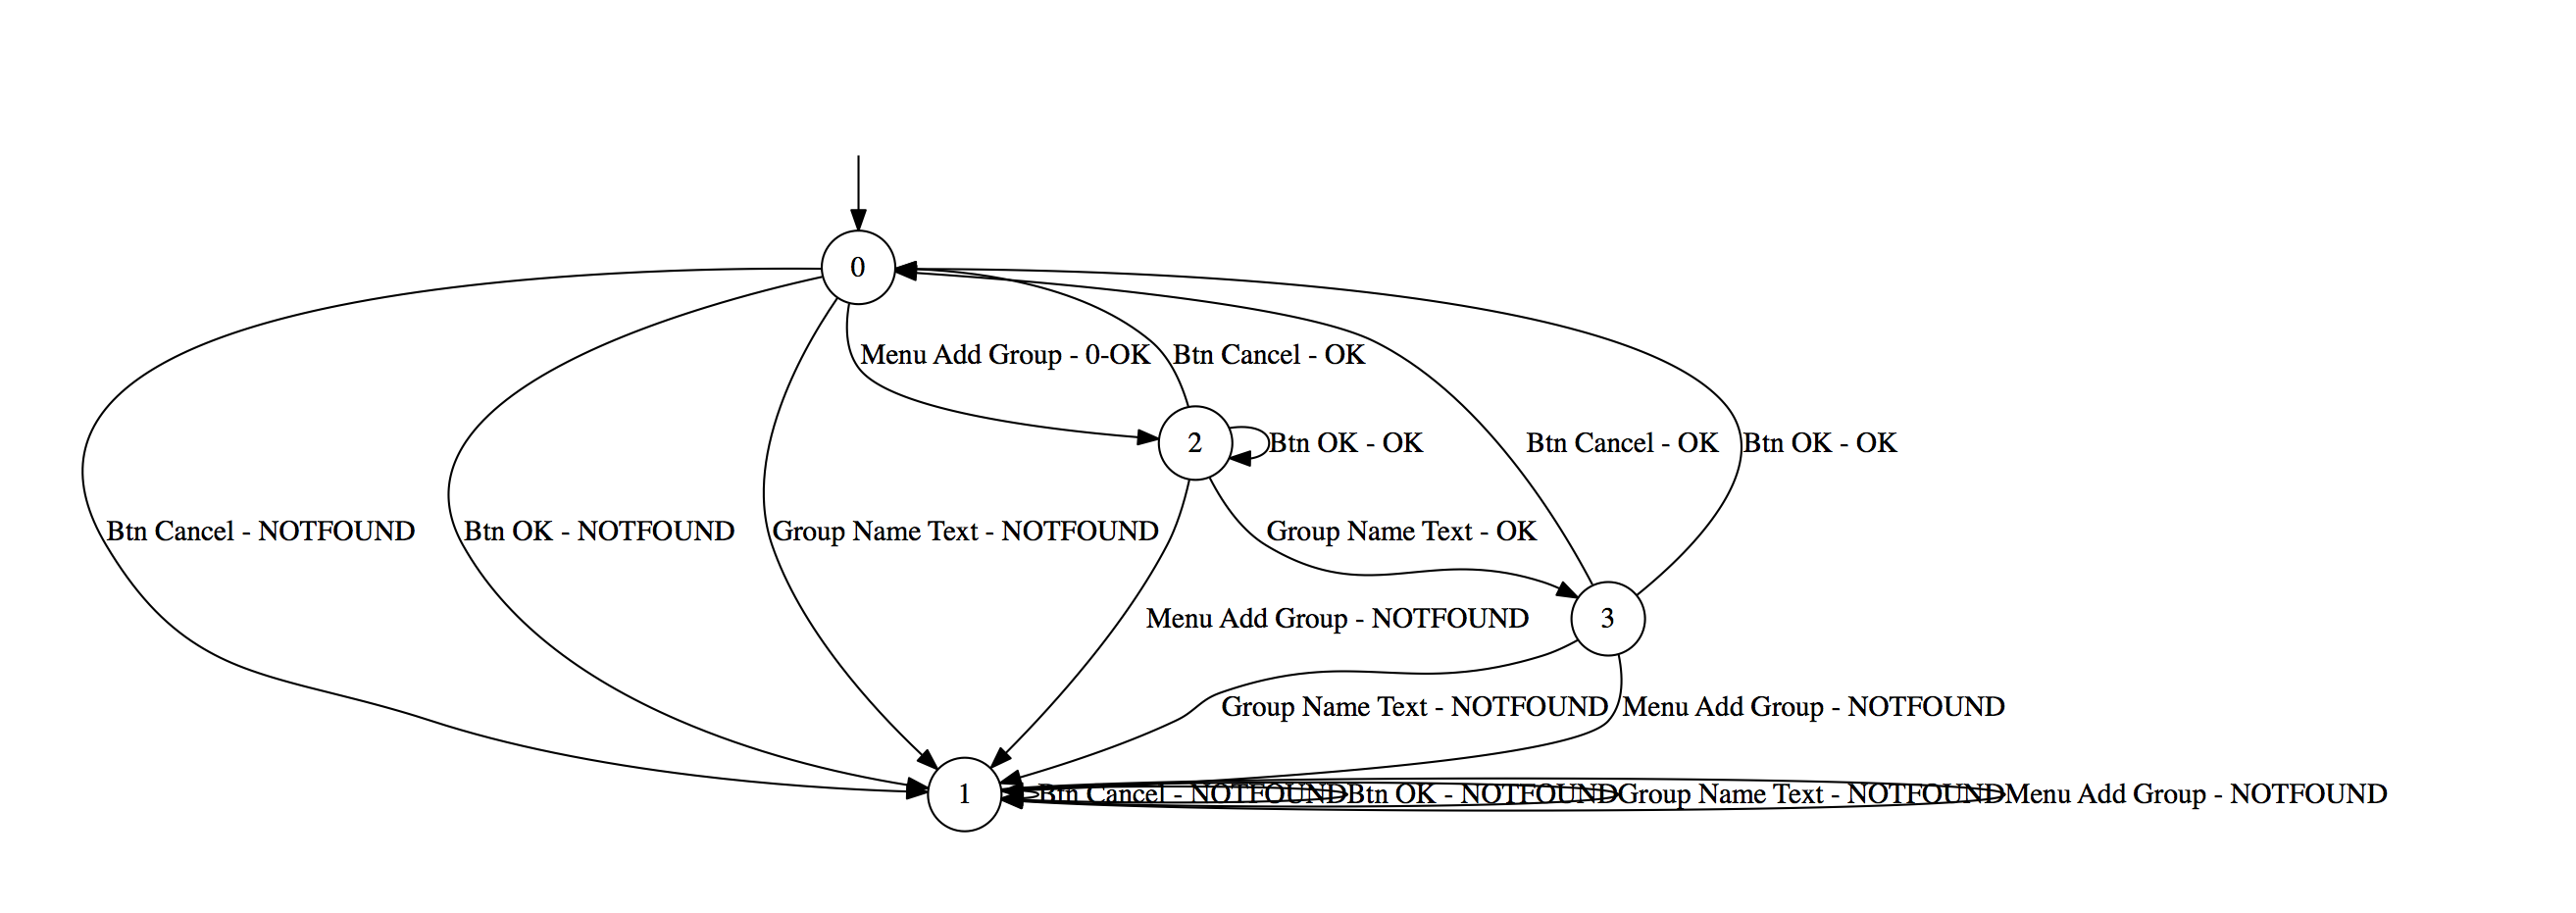 0
Menu Add Group - 0-OK
Btn Cancel - OK
2
Btn OK - OK
Btn Cancel - OK
Btn OK - OK
Btn Cancel - NOTFOUND
Btn OK - NOTFOUND
Group Name Text - NOTFOUND
Group Name Text - OK
Menu Add Group - NOTFOUND
3
Group Name Text - NOTFOUND
Menu Add Group - NOTFOUND
1
Btn Cancel - NOTFOUND
Btn OK - NOTFOUND
Group Name Text - NOTFOUND
Menu Add Group - NOTFOUND